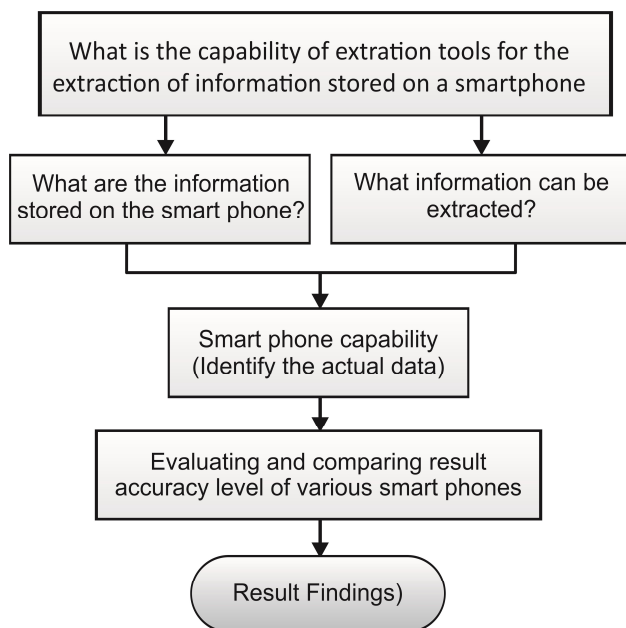 What is the capability of extration tools for the
extraction of information stored on a smartphone
What are the information
stored on the smart phone?
What information can be
extracted?
Smart phone capability
(Identify the actual data)
Evaluating and comparing result
accuracy level of various smart phones
Result Findings)